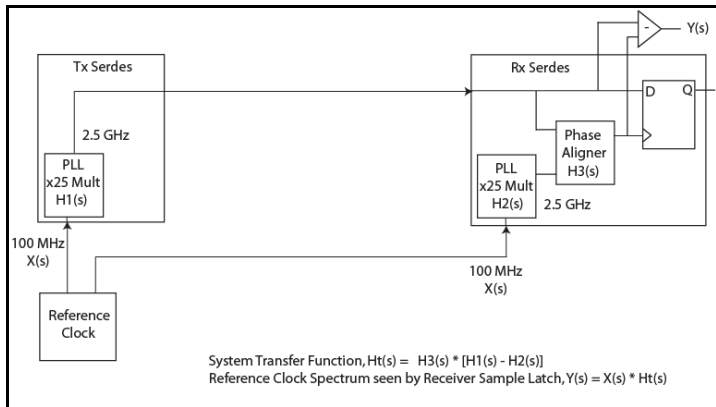 Tx Serdes
2.5 GHz
PLL
x25 Mult
H1(s)
100 MHz
X(s)
Reference
Clock
Rx Serdes
-
Y(s)
D
Q
Phase
Aligner
H3(s)
PLL
x25 Mult
H2(s)
2.5 GHz
100 MHz
X(s)
System Transfer Function, Ht(s) = H3(s) * [H1(s) - H2(s)]
Reference Clock Spectrum seen by Receiver Sample Latch, Y(s) = X(s) * Ht(s)